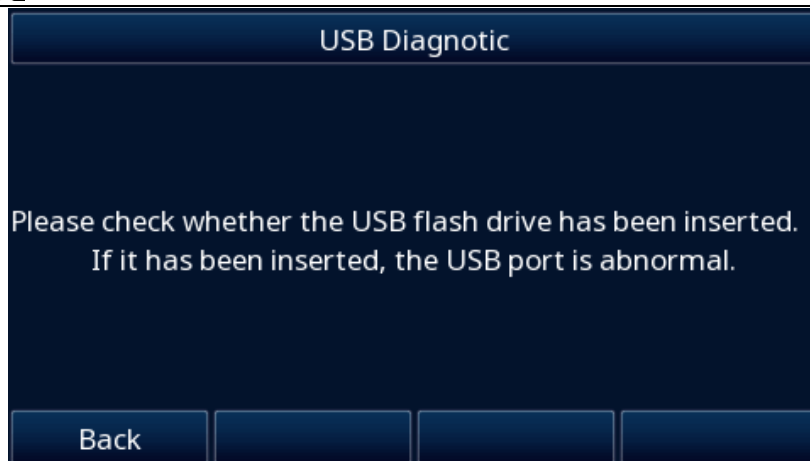 USB Diagnotic
Please check whether the USB flash drive has been inserted.
If it has been inserted, the USB port is abnormal.
Back